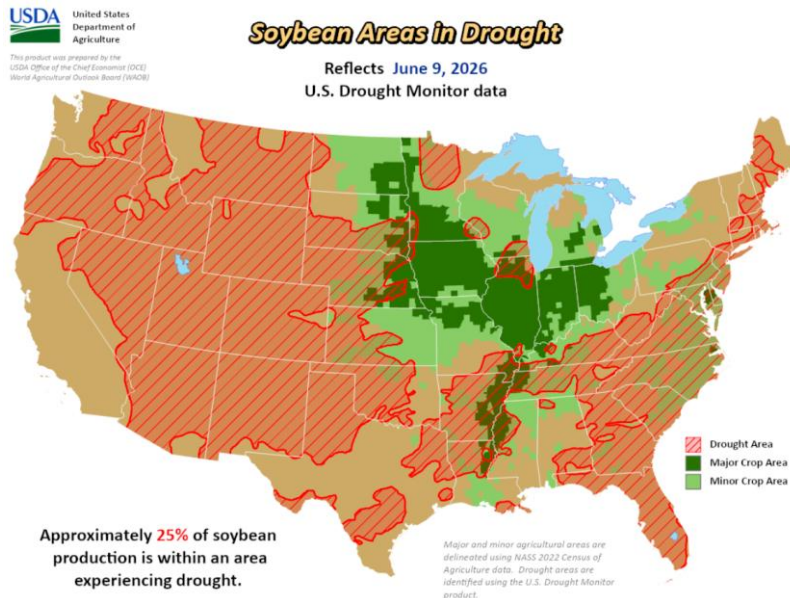 USDA
United States
Department of
Agriculture
This product was prepared by the
USDA Office of the Chief Economist (OCE)
World Agricultural Outlook Board (WAOB)
Soybean Areas in Drought
Reflects June 9, 2026
U.S. Drought Monitor data
Drought Area
Major Crop Area
Minor Crop Area
Approximately 25% of soybean
production is within an area
experiencing drought.
Major and minor agricultural areas are
delineated using NASS 2022 Census of
Agriculture data. Drought areas are
identified using the U.S. Drought Monitor
product.